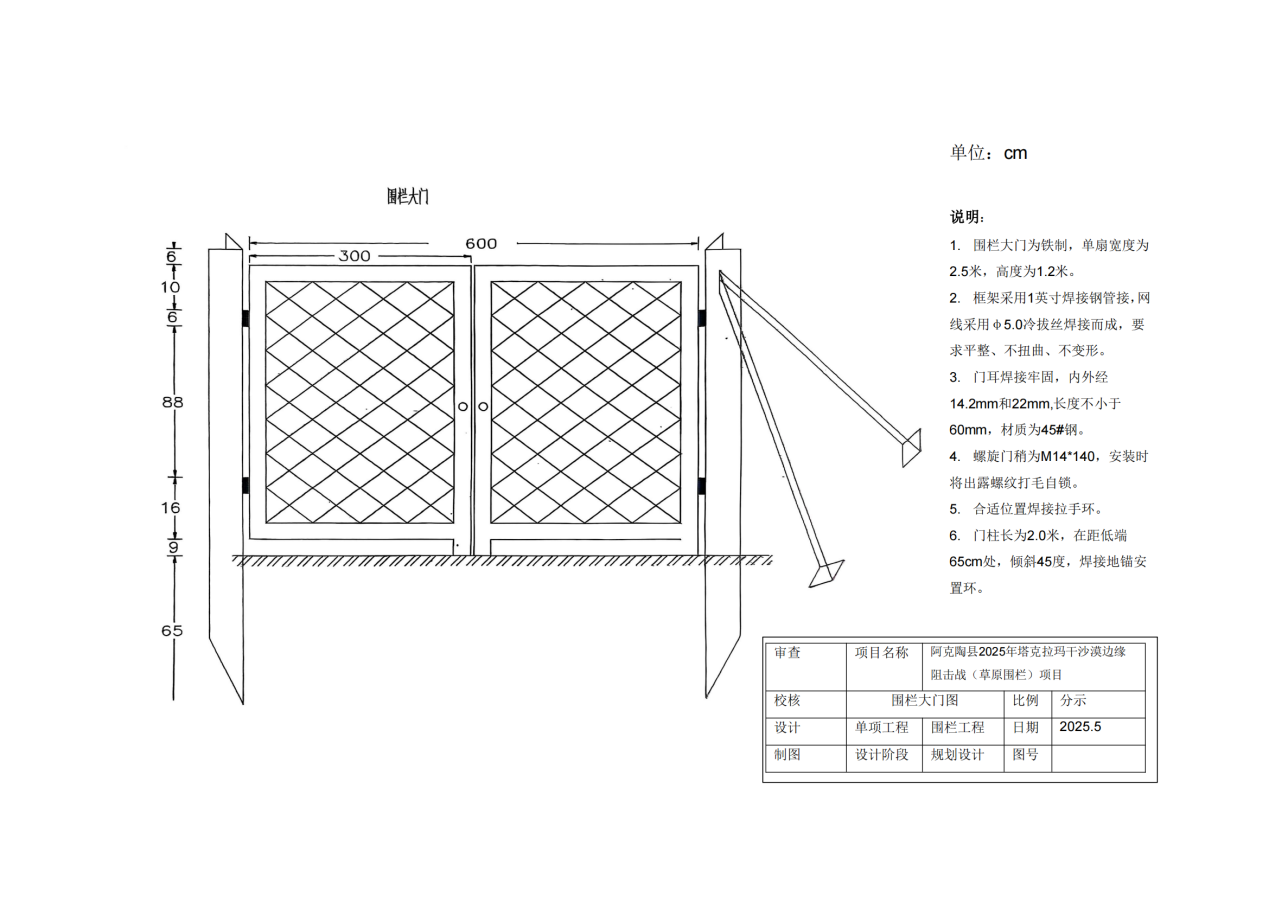 单位：cm
围栏大门
说明：
1. 围栏大门为铁制，单扇宽度为
2.5米，高度为1.2米。
2. 框架采用1英寸焊接钢管接，网
线采用φ5.0冷拔丝焊接而成，要
求平整、不扭曲、不变形。
3. 门耳焊接牢固，内外经
14.2mm和22mm,长度不小于
60mm，材质为45#钢。
4. 螺旋门稍为M14*140，安装时
将出露螺纹打毛自锁。
5. 合适位置焊接拉手环。
6. 门柱长为2.0米，在距低端
65cm处，倾斜45度，焊接地锚安
置环。
600
300
6
10
6
88
16
9
65
审查 项目名称 阿克陶县2025年塔克拉玛干沙漠边缘
阻击战（草原围栏）项目
校核 围栏大门图 比例 分示
设计 单项工程 围栏工程 日期 2025.5
制图 设计阶段 规划设计 图号